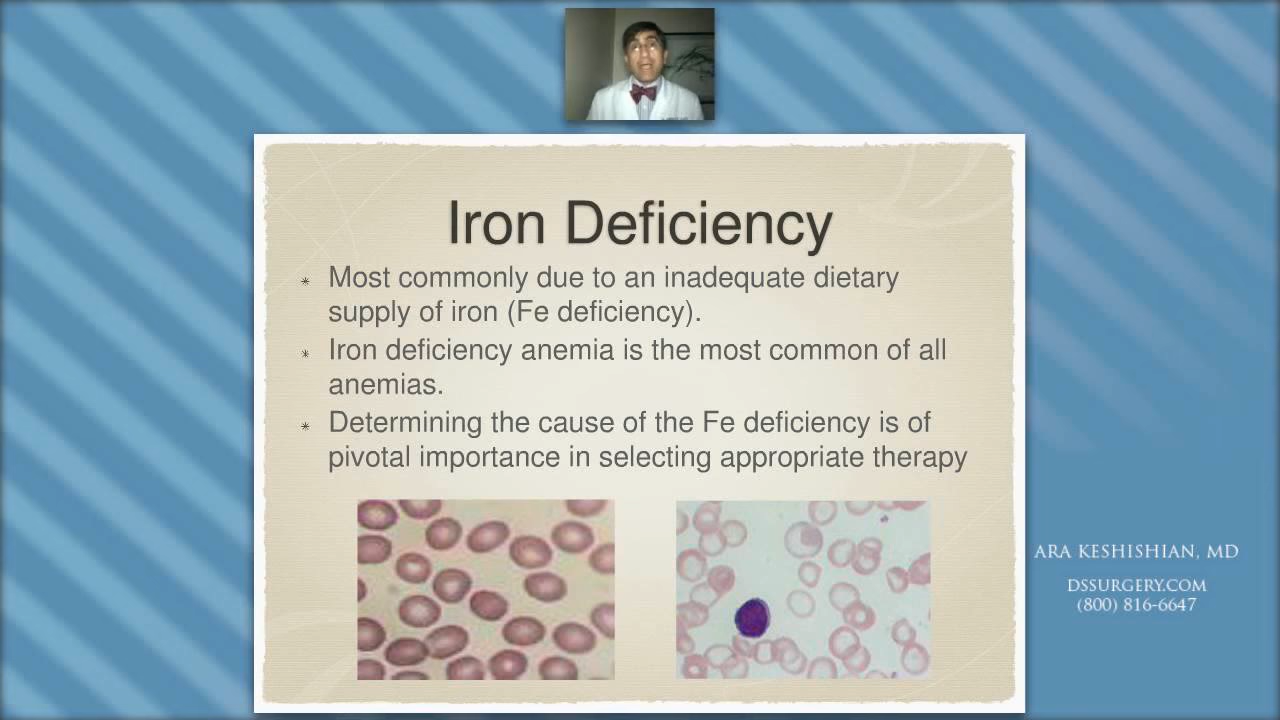 Iron Deficiency
* Most commonly due to an inadequate dietary
supply of iron (Fe deficiency).
* Iron deficiency anemia is the most common of all
anemias.
* Determining the cause of the Fe deficiency is of
pivotal importance in selecting appropriate therapy
ARA KESHISHIAN, MD
DSSURGERY.COM
(800) 816-6647